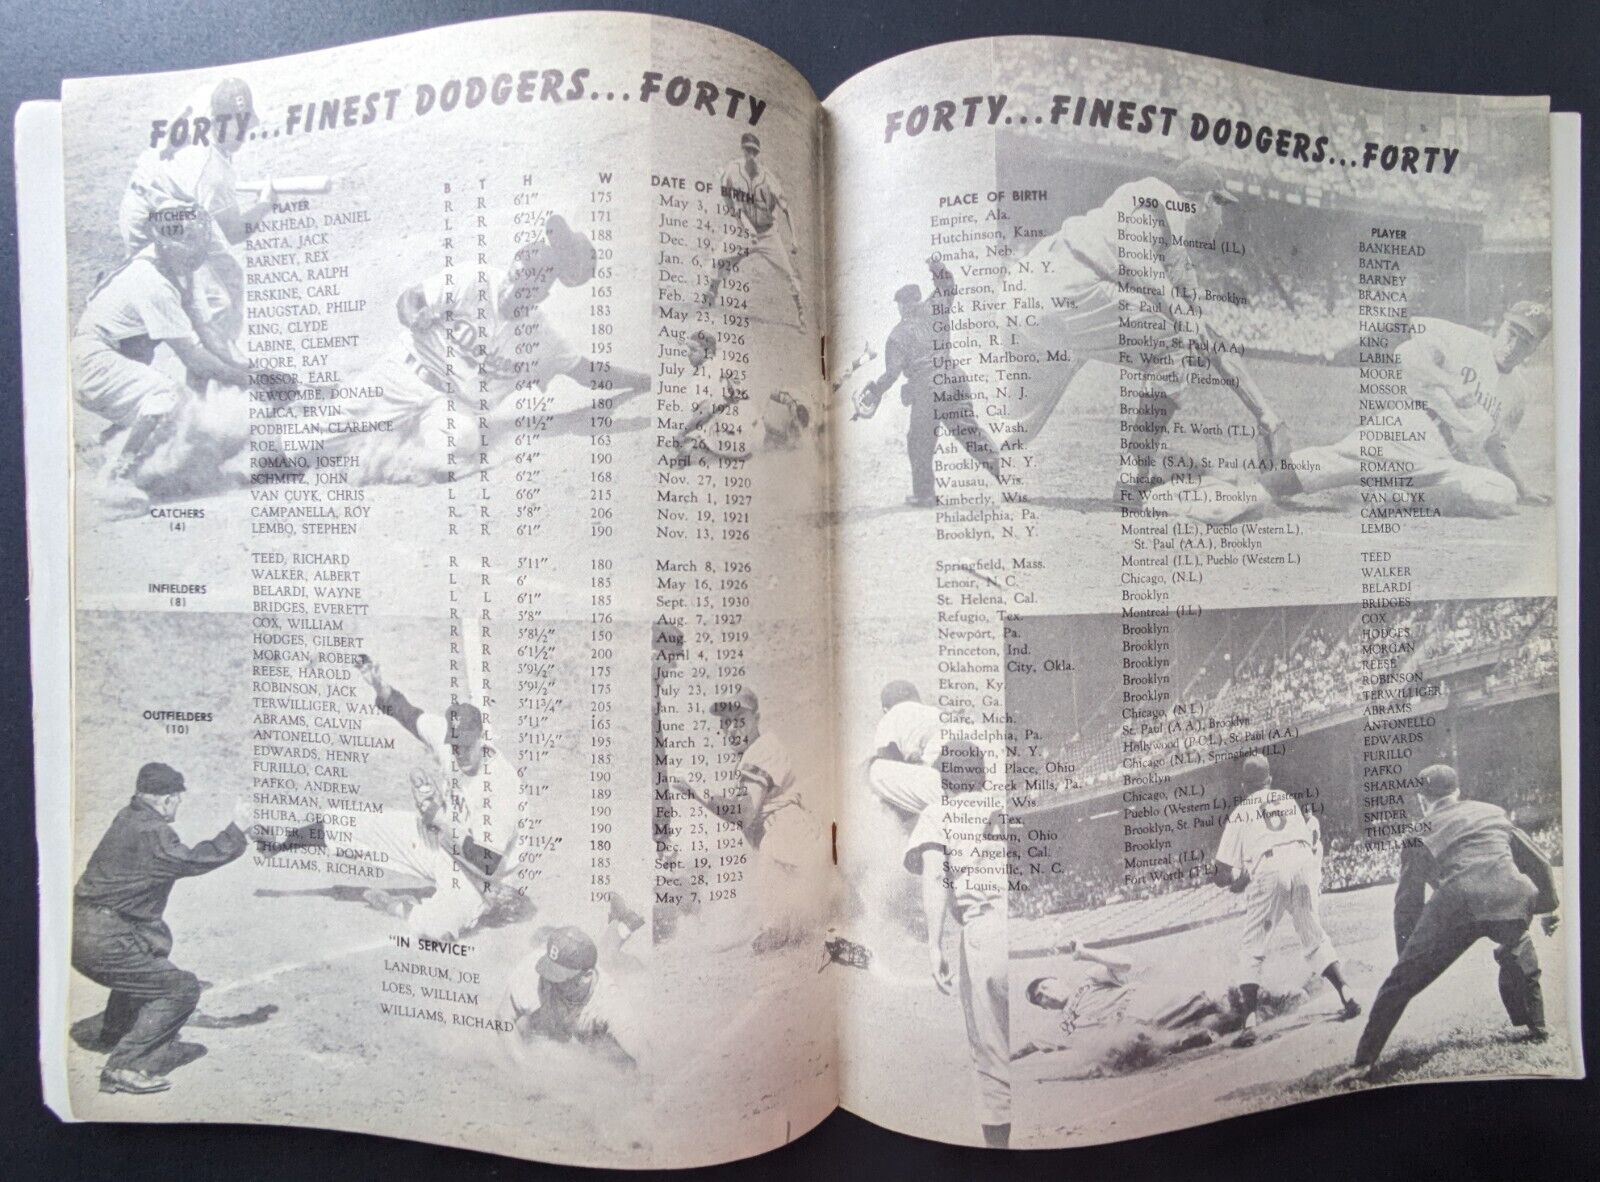 FORTY...FINEST DODGERS...FORTY
PLAYER B T H W DATE OF BIRTH
PITCHERS (17)
BANKHEAD, DANIEL R R 6'1" 175 May 3, 1921
BANTA, JACK L R 6'2½" 171 June 24, 1925
BARNEY, REX R R 6'2¾" 188 Dec. 19, 1924
BRANCA, RALPH R R 6'3" 220 Jan. 6, 1926
ERSKINE, CARL R R 5'9½" 165 Dec. 13, 1926
HAUGSTAD, PHILIP R R 6'2" 165 Feb. 23, 1924
KING, CLYDE R R 6'1" 183 May 23, 1925
LABINE, CLEMENT R R 6'0" 180 Aug. 6, 1926
MOORE, RAY R R 6'0" 195 June 1, 1926
MOSSOR, EARL R 6'1" 175 July 21, 1925
NEWCOMBE, DONALD L R 6'4" 240 June 14, 1926
PALICA, ERVIN R R 6'1½" 180 Feb. 9, 1928
PODBIELAN, CLARENCE R R 6'1½" 170 Mar. 6, 1924
ROE, ELWIN R L 6'1" 163 Feb. 26, 1918
ROMANO, JOSEPH R R 6'4" 190 April 6, 1927
SCHMITZ, JOHN R 6'2" 168 Nov. 27, 1920
VAN CUYK, CHRIS L L 6'6" 215 March 1, 1927
CATCHERS (4)
CAMPANELLA, ROY R R 5'8" 206 Nov. 19, 1921
LEMBO, STEPHEN R R 6'1" 190 Nov. 13, 1926
TEED, RICHARD R R 5'11" 180 March 8, 1926
WALKER, ALBERT L R 6' 185 May 16, 1926
INFIELDERS (8)
BELARDI, WAYNE L L 6'1" 185 Sept. 15, 1930
BRIDGES, EVERETT R R 5'8" 176 Aug. 7, 1927
COX, WILLIAM R R 5'8½" 150 Aug. 29, 1919
HODGES, GILBERT R R 6'1½" 200 April 4, 1924
MORGAN, ROBERT R R 5'9½" 175 June 29, 1926
REESE, HAROLD R R 5'9½" 175 July 23, 1919
ROBINSON, JACK R R 5'11¾" 205 Jan. 31, 1919
TERWILLIGER, WAYNE R R 5'11" 165 June 27, 1925
OUTFIELDERS (10)
ABRAMS, CALVIN L L 5'11½" 195 March 2, 1924
ANTONELLO, WILLIAM R R 5'11" 185 May 19, 1927
EDWARDS, HENRY L L 6' 190 Jan. 29, 1919
FURILLO, CARL R R 5'11" 189 March 8, 1922
PAFKO, ANDREW R R 6' 190 Feb. 25, 1921
SHARMAN, WILLIAM R R 6'2" 190 May 25, 1928
SHUBA, GEORGE L R 5'11½" 180 Dec. 13, 1924
SNIDER, EDWIN L R 6'0" 185 Sept. 19, 1926
THOMPSON, DONALD L L 6'0" 185 Dec. 28, 1923
WILLIAMS, RICHARD R R 6' 190 May 7, 1928
"IN SERVICE"
LANDRUM, JOE
LOES, WILLIAM
WILLIAMS, RICHARD
FORTY...FINEST DODGERS...FORTY
PLACE OF BIRTH 1950 CLUBS PLAYER
Empire, Ala. Brooklyn BANKHEAD
Hutchinson, Kans. Brooklyn, Montreal (I.L.) BANTA
Omaha, Neb. Brooklyn BARNEY
Mt. Vernon, N. Y. Brooklyn BRANCA
Anderson, Ind. Montreal (I.L.), Brooklyn ERSKINE
Black River Falls, Wis. St. Paul (A.A.) HAUGSTAD
Goldsboro, N. C. Montreal (I.L.) KING
Lincoln, R. I. Brooklyn, St. Paul (A.A.) LABINE
Upper Marlboro, Md. Ft. Worth (T.L.) MOORE
Chanute, Tenn. Portsmouth (Piedmont) MOSSOR
Madison, N. J. Brooklyn NEWCOMBE
Lomita, Cal. Brooklyn PALICA
Curlew, Wash. Brooklyn, Ft. Worth (T.L.) PODBIELAN
Ash Flat, Ark. Brooklyn ROE
Brooklyn, N. Y. Mobile (S.A.), St. Paul (A.A.), Brooklyn ROMANO
Wausau, Wis. Chicago, (N.L.) SCHMITZ
Kimberly, Wis. Ft. Worth (T.L.), Brooklyn VAN CUYK
Philadelphia, Pa. Brooklyn CAMPANELLA
Brooklyn, N. Y. Montreal (I.L.), Pueblo (Western L.), LEMBO
St. Paul (A.A.), Brooklyn
Springfield, Mass. Montreal (I.L.), Pueblo (Western L.) TEED
Lenoir, N. C. Chicago, (N.L.) WALKER
St. Helena, Cal. Brooklyn BELARDI
Refugio, Tex. Montreal (I.L.) BRIDGES
Newport, Pa. Brooklyn COX
Princeton, Ind. Brooklyn HODGES
Oklahoma City, Okla. Brooklyn MORGAN
Ekron, Ky. Brooklyn REESE
Cairo, Ga. Brooklyn ROBINSON
Clare, Mich. Chicago, (N.L.) TERWILLIGER
Philadelphia, Pa. St. Paul (A.A.), Brooklyn ABRAMS
Brooklyn, N. Y. Hollywood (P.C.L.), St. Paul (A.A.) ANTONELLO
Elmwood Place, Ohio Chicago (N.L.), Springfield (I.L.) EDWARDS
Stony Creek Mills, Pa. Brooklyn FURILLO
Boyceville, Wis. Chicago, (N.L.) PAFKO
Abilene, Tex. Pueblo (Western L.), Elmira (Eastern L.) SHARMAN
Youngstown, Ohio Brooklyn, St. Paul (A.A.), Montreal (I.L.) SHUBA
Los Angeles, Cal. Brooklyn SNIDER
Swepsonville, N. C. Montreal (I.L.) THOMPSON
St. Louis, Mo. Fort Worth (T.L.) WILLIAMS
Phillies
6
B
B